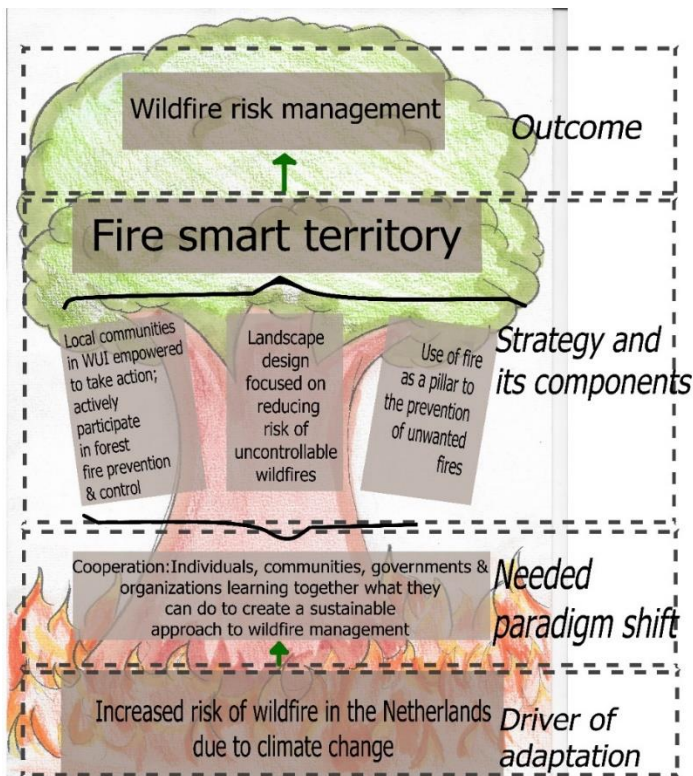 Wildfire risk management
Outcome
Fire smart territory
Local communities
in WUI empowered
to take action;
actively
participate
in forest
fire prevention
& control
Landscape
design
focused on
reducing
risk of
uncontrollable
wildfires
Use of fire
as a pillar to
the prevention
of unwanted
fires
Strategy and
its components
Cooperation:Individuals, communities, governments &
organizations learning together what they
can do to create a sustainable
approach to wildfire management
Needed
paradigm shift
Increased risk of wildfire in the Netherlands
due to climate change
Driver of
adaptation